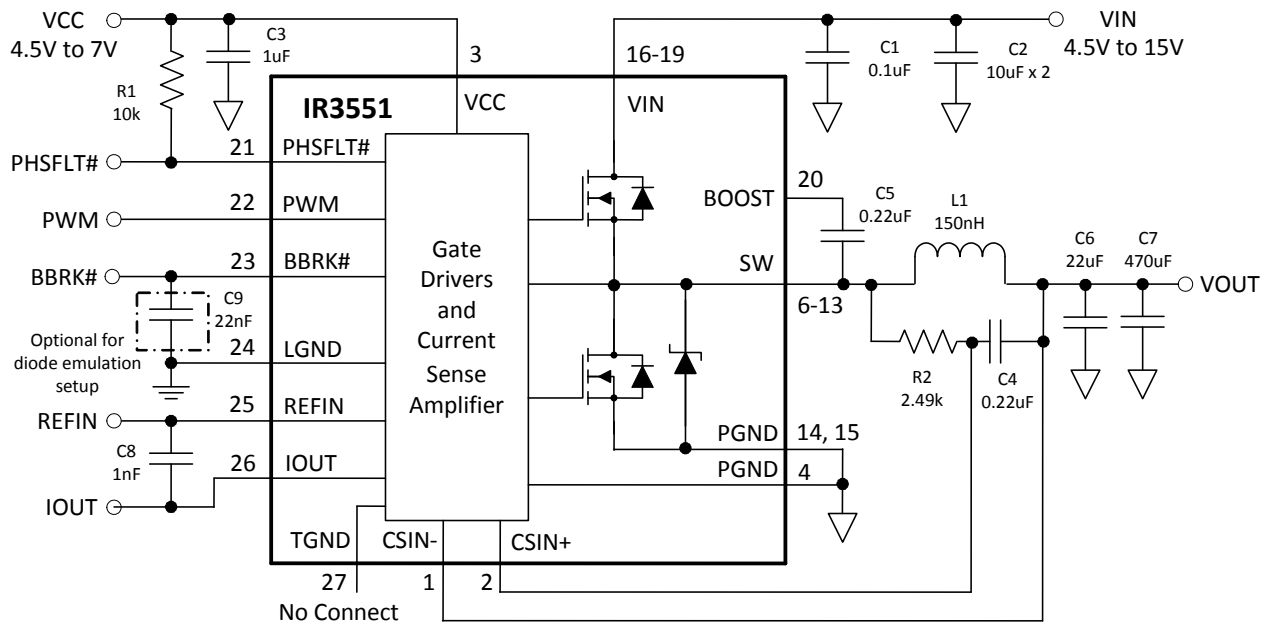 VCC
4.5V to 7V
C3
1uF
3
16-19
C1
0.1uF
C2
10uF x 2
VIN
4.5V to 15V
R1
10k
IR3551
VCC
VIN
PHSFLT#
21
PHSFLT#
PWM
22
PWM
BBRK#
23
BBRK#
C9
22nF
Optional for
diode emulation
setup
24
LGND
REFIN
25
REFIN
C8
1nF
26
IOUT
IOUT
Gate
Drivers
and
Current
Sense
Amplifier
BOOST
20
C5
0.22uF
L1
150nH
SW
6-13
C6
22uF
C7
470uF
VOUT
R2
2.49k
C4
0.22uF
PGND
14, 15
PGND
4
TGND
CSIN-
CSIN+
27
1
2
No Connect